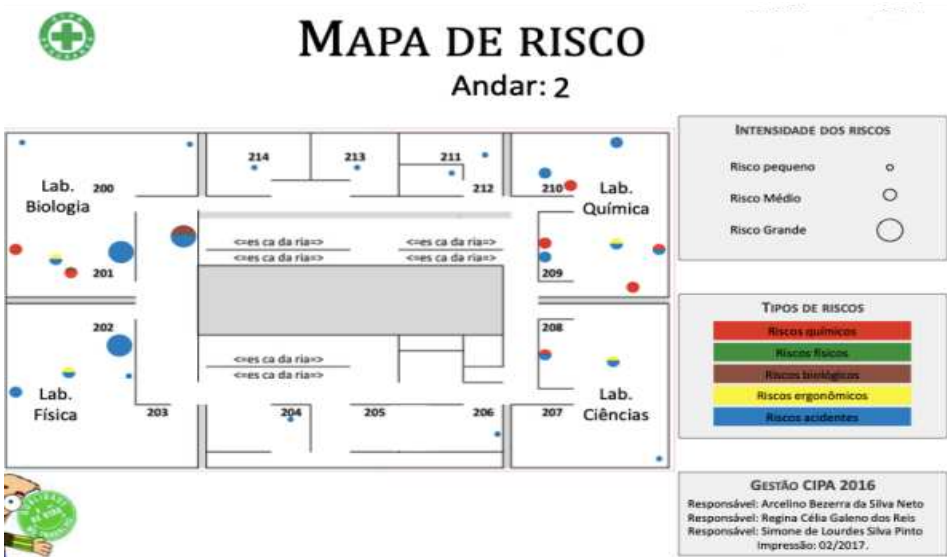 MAPA DE RISCO
Andar: 2
INTENSIDADE DOS RISCOS
Risco pequeno
Risco Médio
Risco Grande
TIPOS DE RISCOS
Riscos químicos
Riscos físicos
Riscos biológicos
Riscos ergonômicos
Riscos acidentes
GESTÃO CIPA 2016
Responsável: Arcelino Bezerra da Silva Neto
Responsável: Regina Célia Galeno dos Reis
Responsável: Simone de Lourdes Silva Pinto
Impressão: 02/2017.
Lab.
Biologia
200
201
214
213
211
212
210
Lab.
Química
209
<=es ca da ria=>
<=es ca da ria=>
<=es ca da ria=>
<=es ca da ria=>
202
Lab.
Física
203
<=es ca da ria=>
<=es ca da ria=>
204
205
206
208
207
Lab.
Ciências